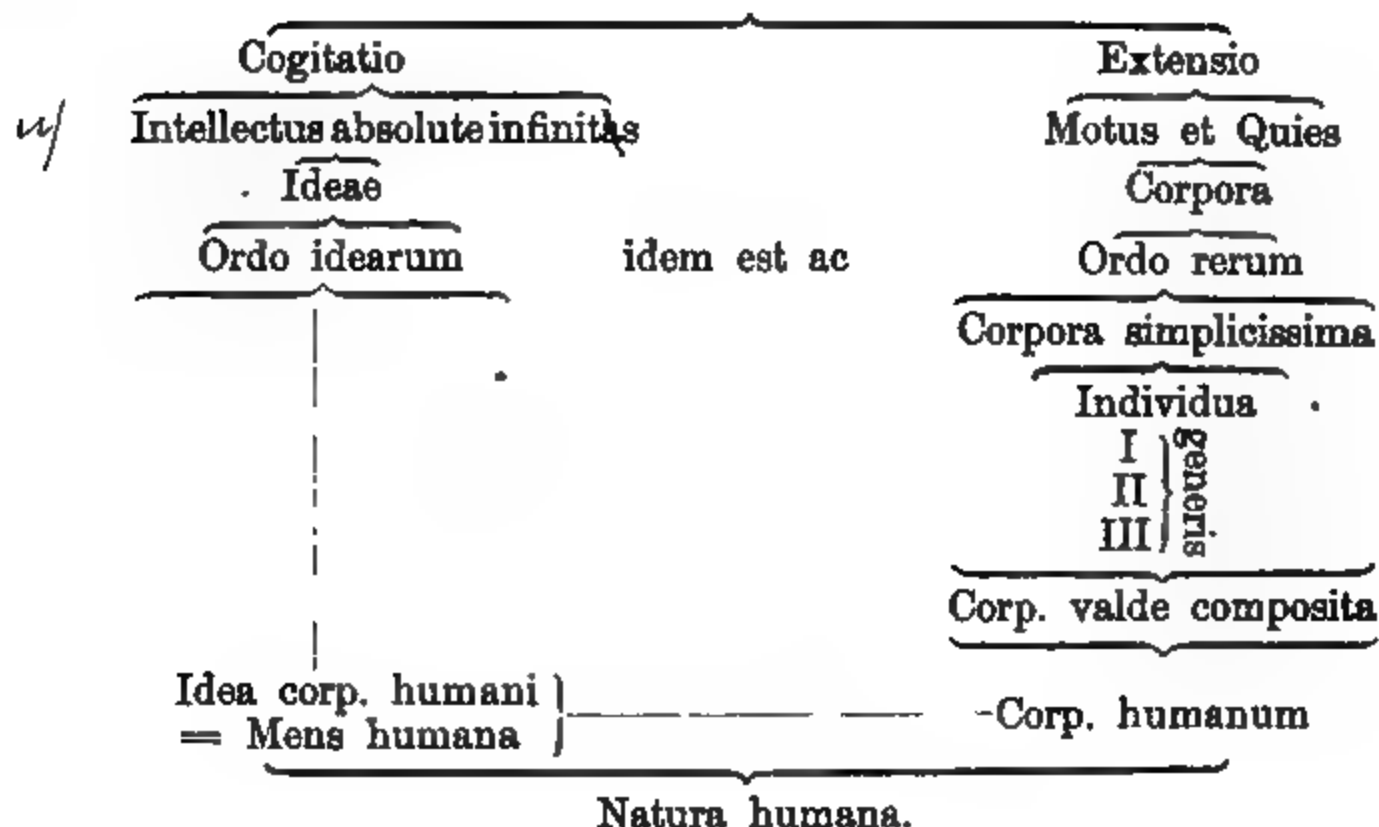 Cogitatio Extensio
u/ Intellectus absolute infinitas Motus et Quies
Ideae Corpora
Ordo idearum idem est ac Ordo rerum
Corpora simplicissima
Individua
I
II
III
generis
Corp. valde composita
Idea corp. humani
= Mens humana
-Corp. humanum
Natura humana.